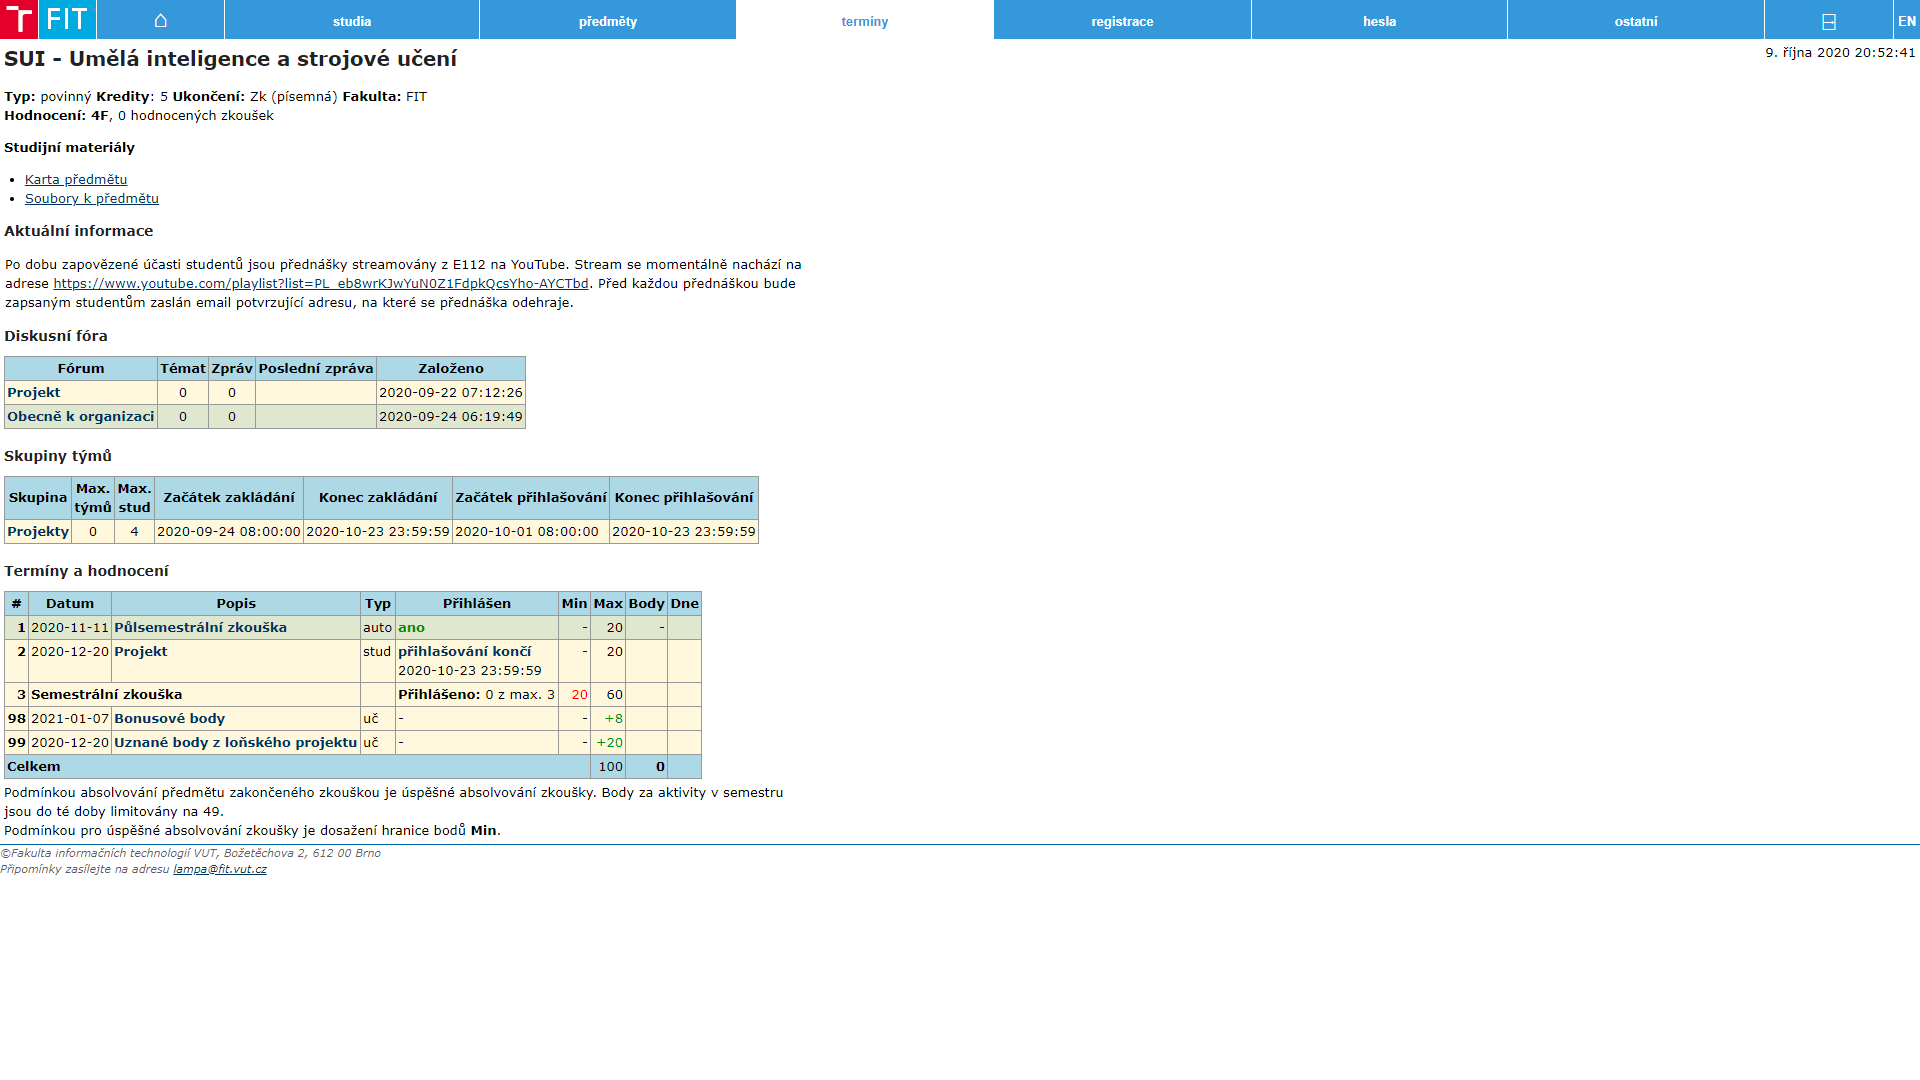 FIT
studia
předměty
termíny
registrace
hesla
ostatní
EN
SUI - Umělá inteligence a strojové učení
9. října 2020 20:52:41
Typ: povinný Kredity: 5 Ukončení: Zk (písemná) Fakulta: FIT
Hodnocení: 4F, 0 hodnocených zkoušek
Studijní materiály
• Karta předmětu
• Soubory k předmětu
Aktuální informace
Po dobu zapovězené účasti studentů jsou přednášky streamovány z E112 na YouTube. Stream se momentálně nachází na
adrese https://www.youtube.com/playlist?list=PL_eb8wrKJwYuN0Z1FdpkQcsYho-AYCTbd. Před každou přednáškou bude
zapsaným studentům zaslán email potvrzující adresu, na které se přednáška odehraje.
Diskusní fóra
Fórum Témat Zpráv Poslední zpráva Založeno
Projekt 0 0 2020-09-22 07:12:26
Obecně k organizaci 0 0 2020-09-24 06:19:49
Skupiny týmů
Skupina Max. týmů Max. stud Začátek zakládání Konec zakládání Začátek přihlašování Konec přihlašování
Projekty 0 4 2020-09-24 08:00:00 2020-10-23 23:59:59 2020-10-01 08:00:00 2020-10-23 23:59:59
Termíny a hodnocení
# Datum Popis Typ Přihlášen Min Max Body Dne
1 2020-11-11 Půlsemestrální zkouška auto ano - 20 -
2 2020-12-20 Projekt stud přihlašování končí - 20
2020-10-23 23:59:59
3 Semestrální zkouška Přihlášeno: 0 z max. 3 20 60
98 2021-01-07 Bonusové body uč - - +8
99 2020-12-20 Uznané body z loňského projektu uč - - +20
Celkem 100 0
Podmínkou absolvování předmětu zakončeného zkouškou je úspěšné absolvování zkoušky. Body za aktivity v semestru
jsou do té doby limitovány na 49.
Podmínkou pro úspěšné absolvování zkoušky je dosažení hranice bodů Min.
©Fakulta informačních technologií VUT, Božetěchova 2, 612 00 Brno
Připomínky zasílejte na adresu lampa@fit.vut.cz